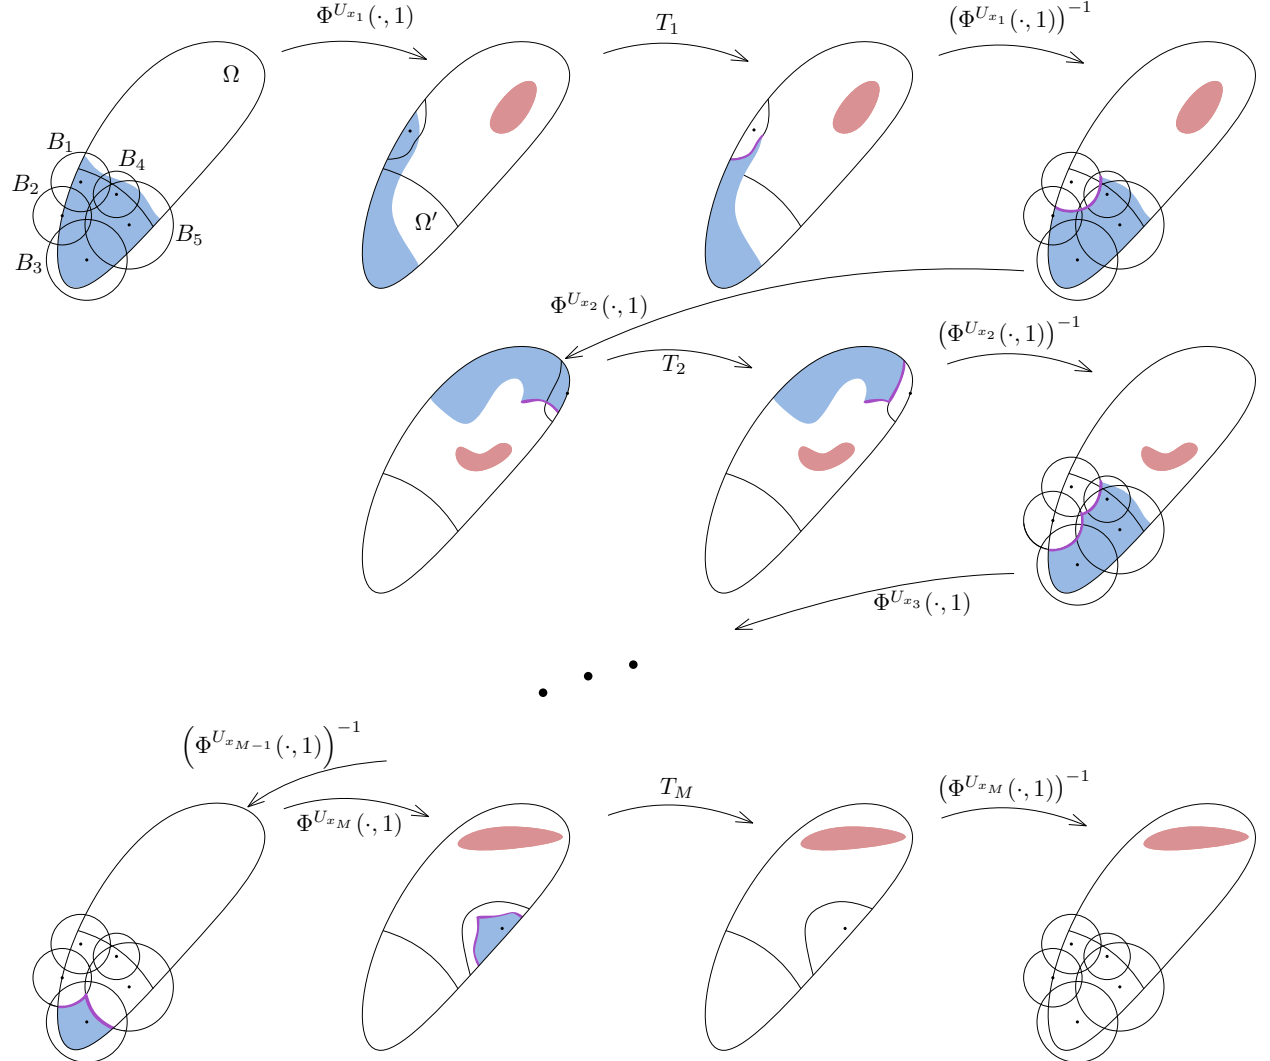 Φ^{U_{x_1}}(·, 1)
T_1
(Φ^{U_{x_1}}(·, 1))^{−1}
Ω
B_1
B_4
B_2
B_5
B_3
Ω′
Φ^{U_{x_2}}(·, 1)
T_2
(Φ^{U_{x_2}}(·, 1))^{−1}
Φ^{U_{x_3}}(·, 1)
(Φ^{U_{x_{M−1}}}(·, 1))^{−1}
Φ^{U_{x_M}}(·, 1)
T_M
(Φ^{U_{x_M}}(·, 1))^{−1}